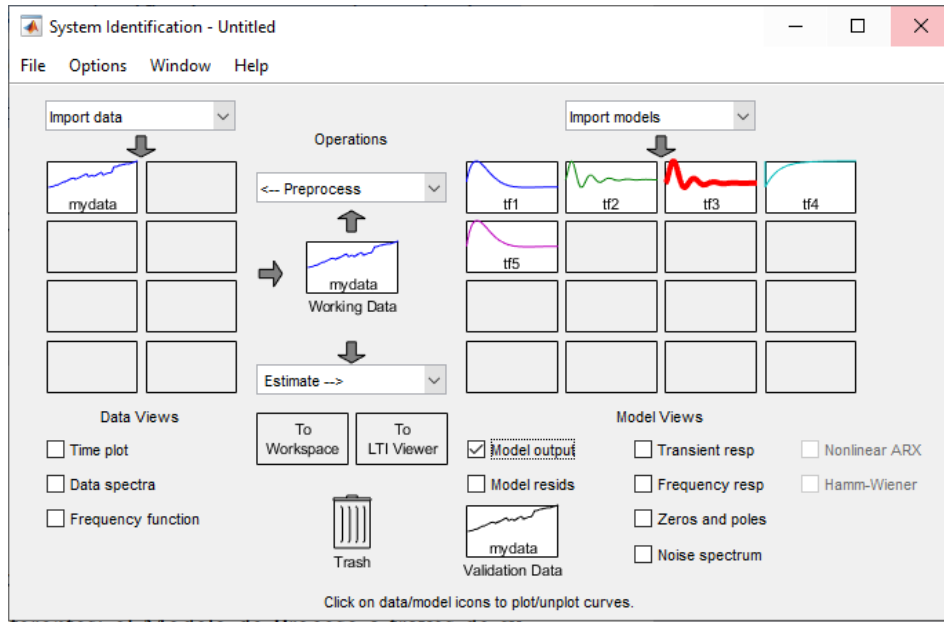 System Identification - Untitled
File Options Window Help
Import data
Import models
Operations
mydata
<-- Preprocess
tf1 tf2 tf3 tf4
tf5
mydata
Working Data
Estimate -->
Data Views
Model Views
To Workspace
To LTI Viewer
Time plot
Data spectra
Frequency function
Model output
Model resids
Transient resp
Frequency resp
Zeros and poles
Noise spectrum
Nonlinear ARX
Hamm-Wiener
Trash
mydata
Validation Data
Click on data/model icons to plot/unplot curves.